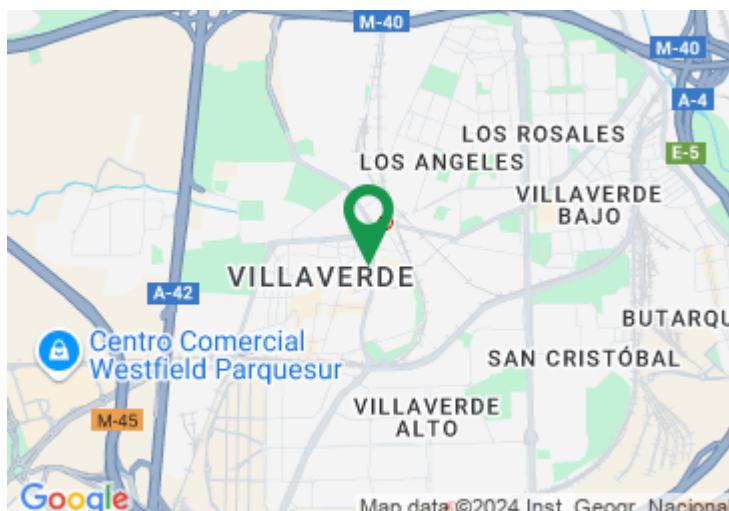 M-40
M-40
A-4
LOS ROSALES
E-5
LOS ANGELES
VILLAVERDE
BAJO
VILLAVERDE
A-42
BUTARQU
Centro Comercial
Westfield Parquesur
SAN CRISTÓBAL
VILLAVERDE
ALTO
M-45
Google
Map data ©2024 Inst. Geogr. Nacional